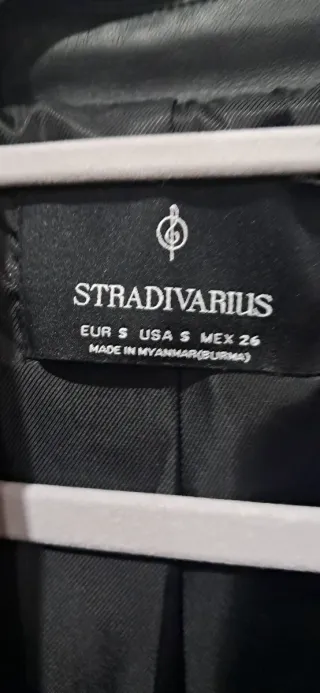 STRADIVARIUS
EUR S USA S MEX 26
MADE IN MYANMAR(BURMA)